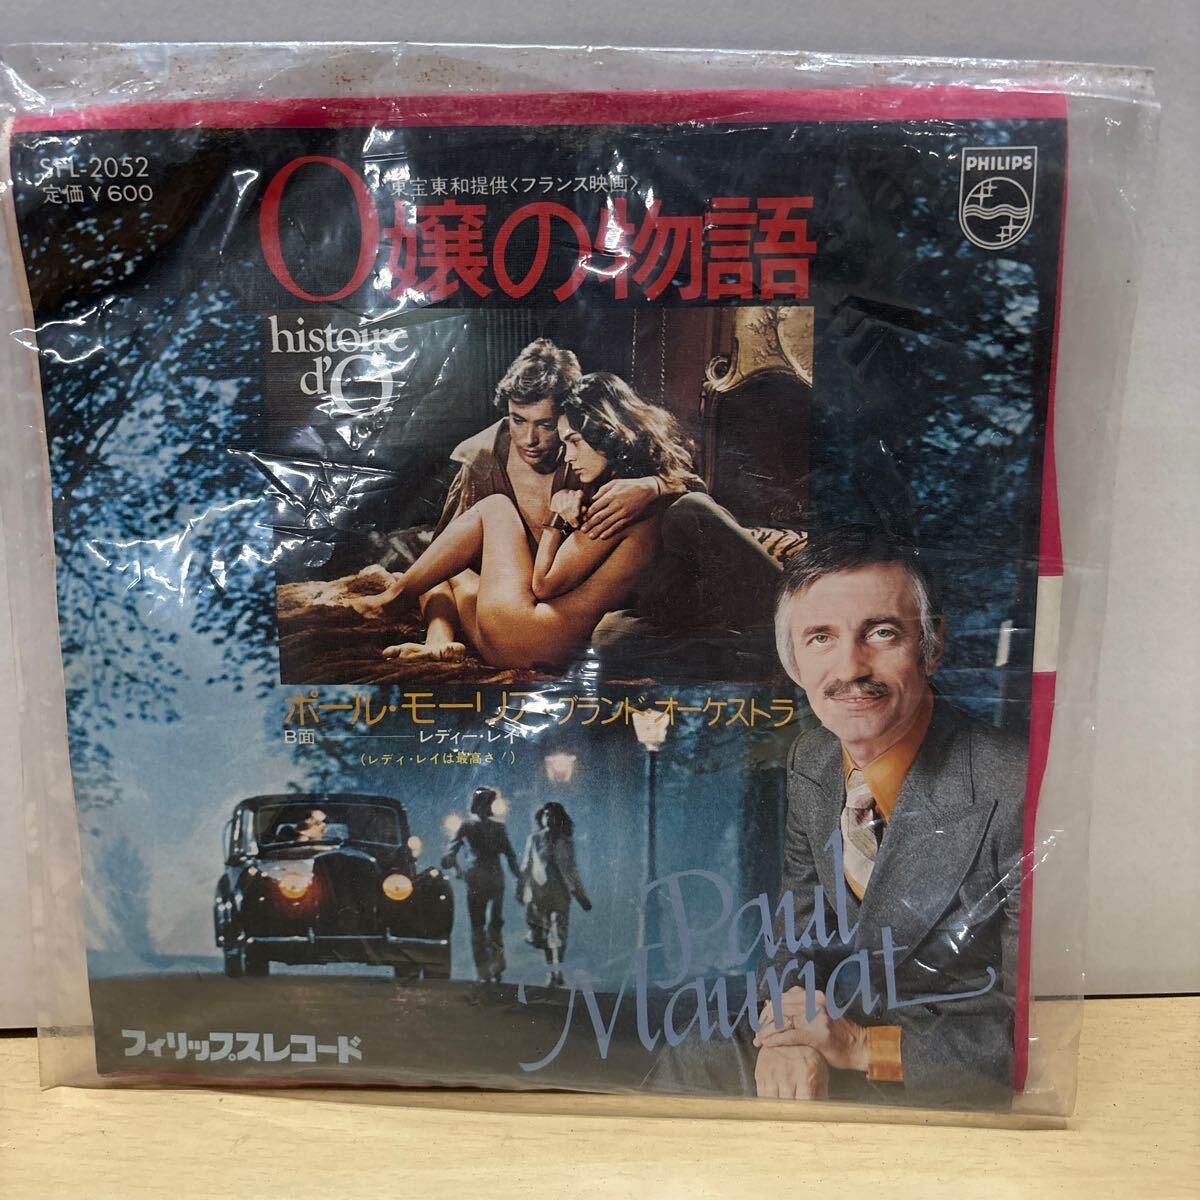 SFL-2052
定価￥600
東宝東和提供〈フランス映画〉
O嬢の物語
PHILIPS
histoire
d'O
ポール・モーリア・グランド・オーケストラ
B面 レディー・レイ
(レディ・レイは最高さ!)
Paul
Mauriat
フィリップスレコード